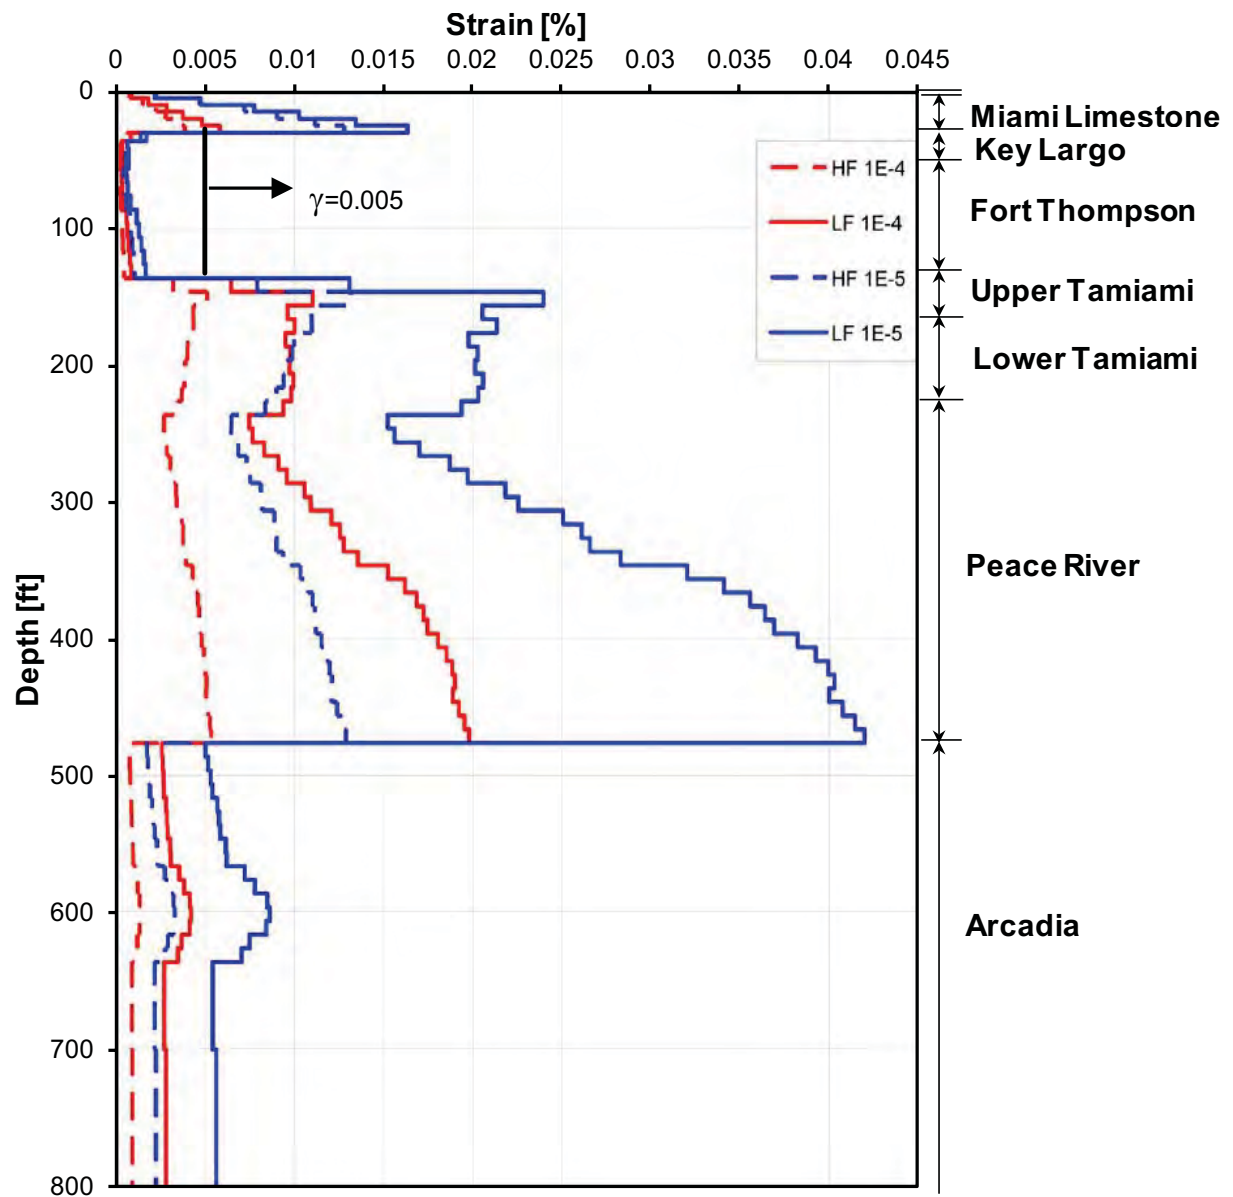 Strain [%]
0 0.005 0.015 0.02 0.025 0.03 0.035 0.04 0.045
0
100
200
300
400
500
600
700
800
Depth [ft]
γ=0.005
HF 1E-4
LF 1E-4
HF 1E-5
LF 1E-5
Miami Limestone
Key Largo
Fort Thompson
Upper Tamiami
Lower Tamiami
Peace River
Arcadia